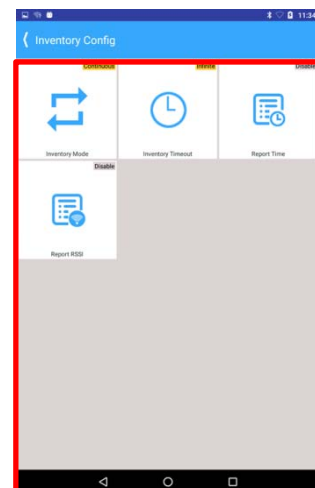 11:34
Inventory Config
Continuous Infinite Disable
Inventory Mode Inventory Timeout Report Time
Disable
Report RSSI